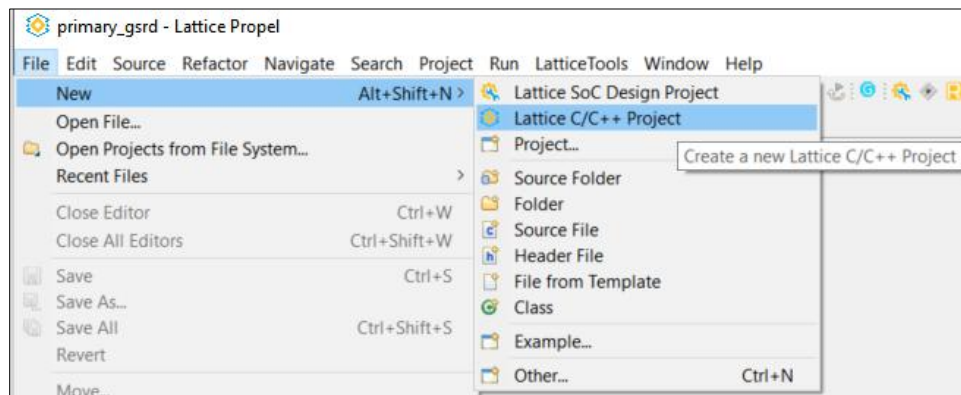 primary_gsrd - Lattice Propel
File Edit Source Refactor Navigate Search Project Run LatticeTools Window Help
New Alt+Shift+N >
Open File...
Open Projects from File System...
Recent Files >
Close Editor Ctrl+W
Close All Editors Ctrl+Shift+W
Save Ctrl+S
Save As...
Save All Ctrl+Shift+S
Revert
Move...
Lattice SoC Design Project
Lattice C/C++ Project
Project...
Create a new Lattice C/C++ Project
Source Folder
Folder
Source File
Header File
File from Template
Class
Example...
Other... Ctrl+N